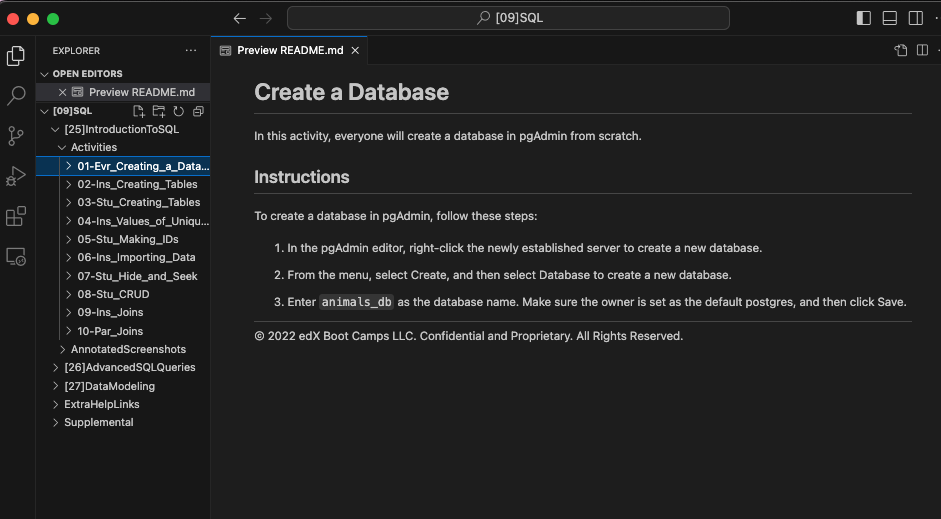 [09]SQL
EXPLORER
Preview README.md
OPEN EDITORS
Preview README.md
[09]SQL
[25]IntroductionToSQL
Activities
01-Evr_Creating_a_Data...
02-Ins_Creating_Tables
03-Stu_Creating_Tables
04-Ins_Values_of_Uniqu...
05-Stu_Making_IDs
06-Ins_Importing_Data
07-Stu_Hide_and_Seek
08-Stu_CRUD
09-Ins_Joins
10-Par_Joins
AnnotatedScreenshots
[26]AdvancedSQLQueries
[27]DataModeling
ExtraHelpLinks
Supplemental
Create a Database
In this activity, everyone will create a database in pgAdmin from scratch.
Instructions
To create a database in pgAdmin, follow these steps:
1. In the pgAdmin editor, right-click the newly established server to create a new database.
2. From the menu, select Create, and then select Database to create a new database.
3. Enter animals_db as the database name. Make sure the owner is set as the default postgres, and then click Save.
© 2022 edX Boot Camps LLC. Confidential and Proprietary. All Rights Reserved.